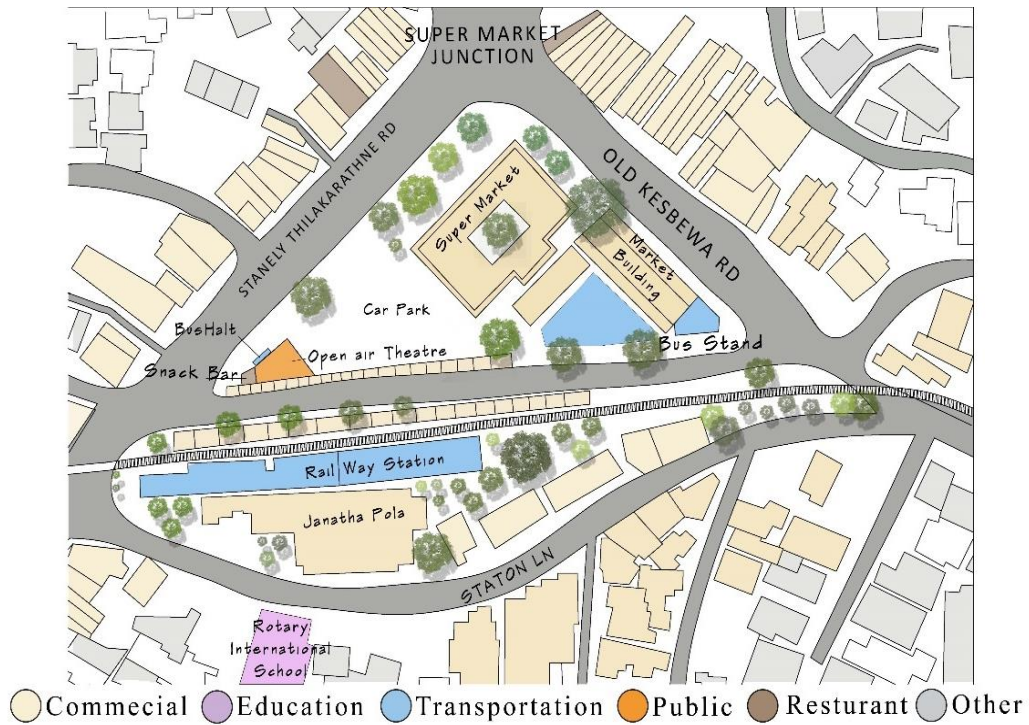 SUPER MARKET
JUNCTION
STANELY THILAKARATHNE RD
OLD KESBEWA RD
Super Market
Market
Building
Car Park
BusHalt
Open air Theatre
Bus Stand
Snack Bar
Rail Way Station
Janatha Pola
STATON LN
Rotary
International
School
Commecial
Education
Transportation
Public
Resturant
Other